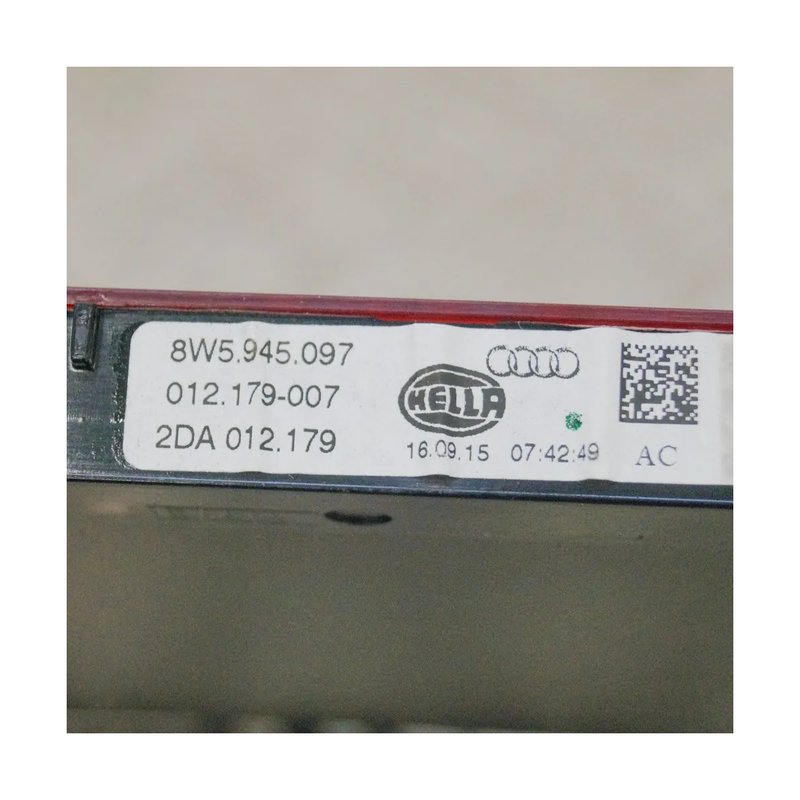 8W5.945.097
012.179-007
2DA 012.179
HELLA
16.09.15 07:42:49
AC